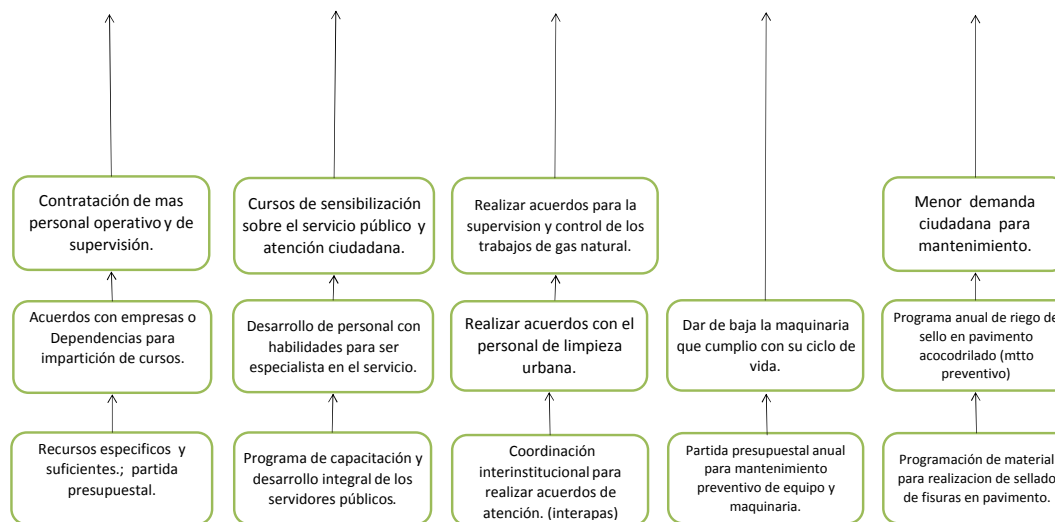 Contratación de mas
personal operativo y de
supervisión.
Cursos de sensibilización
sobre el servicio público y
atención ciudadana.
Realizar acuerdos para la
supervision y control de los
trabajos de gas natural.
Menor demanda
ciudadana para
mantenimiento.
Acuerdos con empresas o
Dependencias para
impartición de cursos.
Desarrollo de personal con
habilidades para ser
especialista en el servicio.
Realizar acuerdos con el
personal de limpieza
urbana.
Dar de baja la maquinaria
que cumplio con su ciclo de
vida.
Programa anual de riego de
sello en pavimento
acocodrilado (mtto
preventivo)
Recursos especificos y
suficientes.; partida
presupuestal.
Programa de capacitación y
desarrollo integral de los
servidores públicos.
Coordinación
interinstitucional para
realizar acuerdos de
atención. (interapas)
Partida presupuestal anual
para mantenimiento
preventivo de equipo y
maquinaria.
Programación de material
para realizacion de sellado
de fisuras en pavimento.